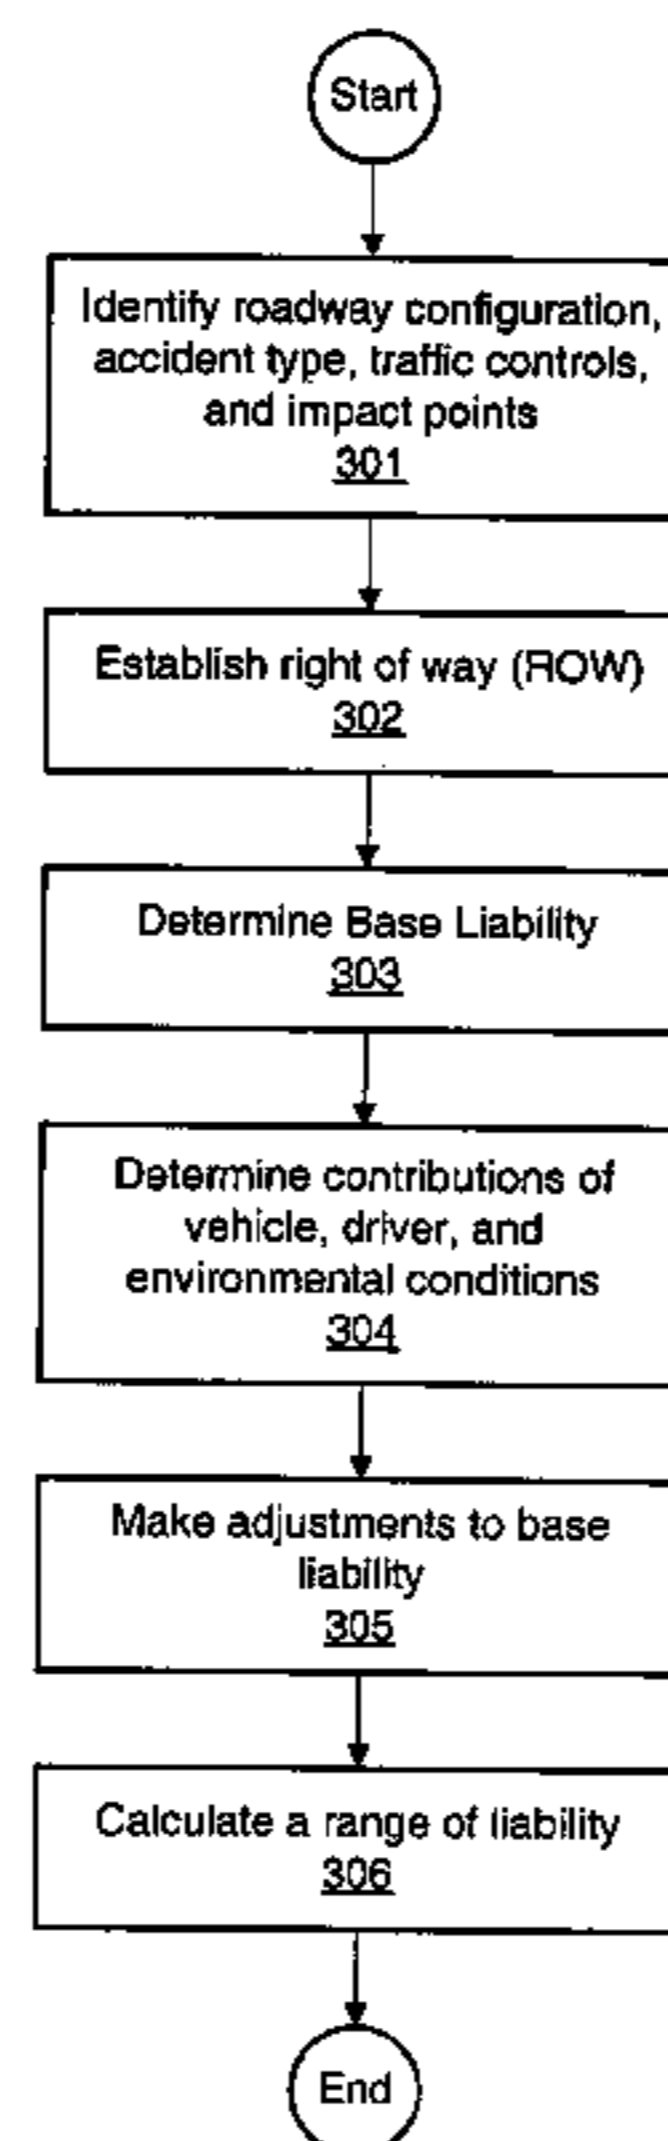 Start
Identify roadway configuration,
accident type, traffic controls,
and impact points
301
Establish right of way (ROW)
302
Determine Base Liability
303
Determine contributions of
vehicle, driver, and
environmental conditions
304
Make adjustments to base
liability
305
Calculate a range of liability
306
End